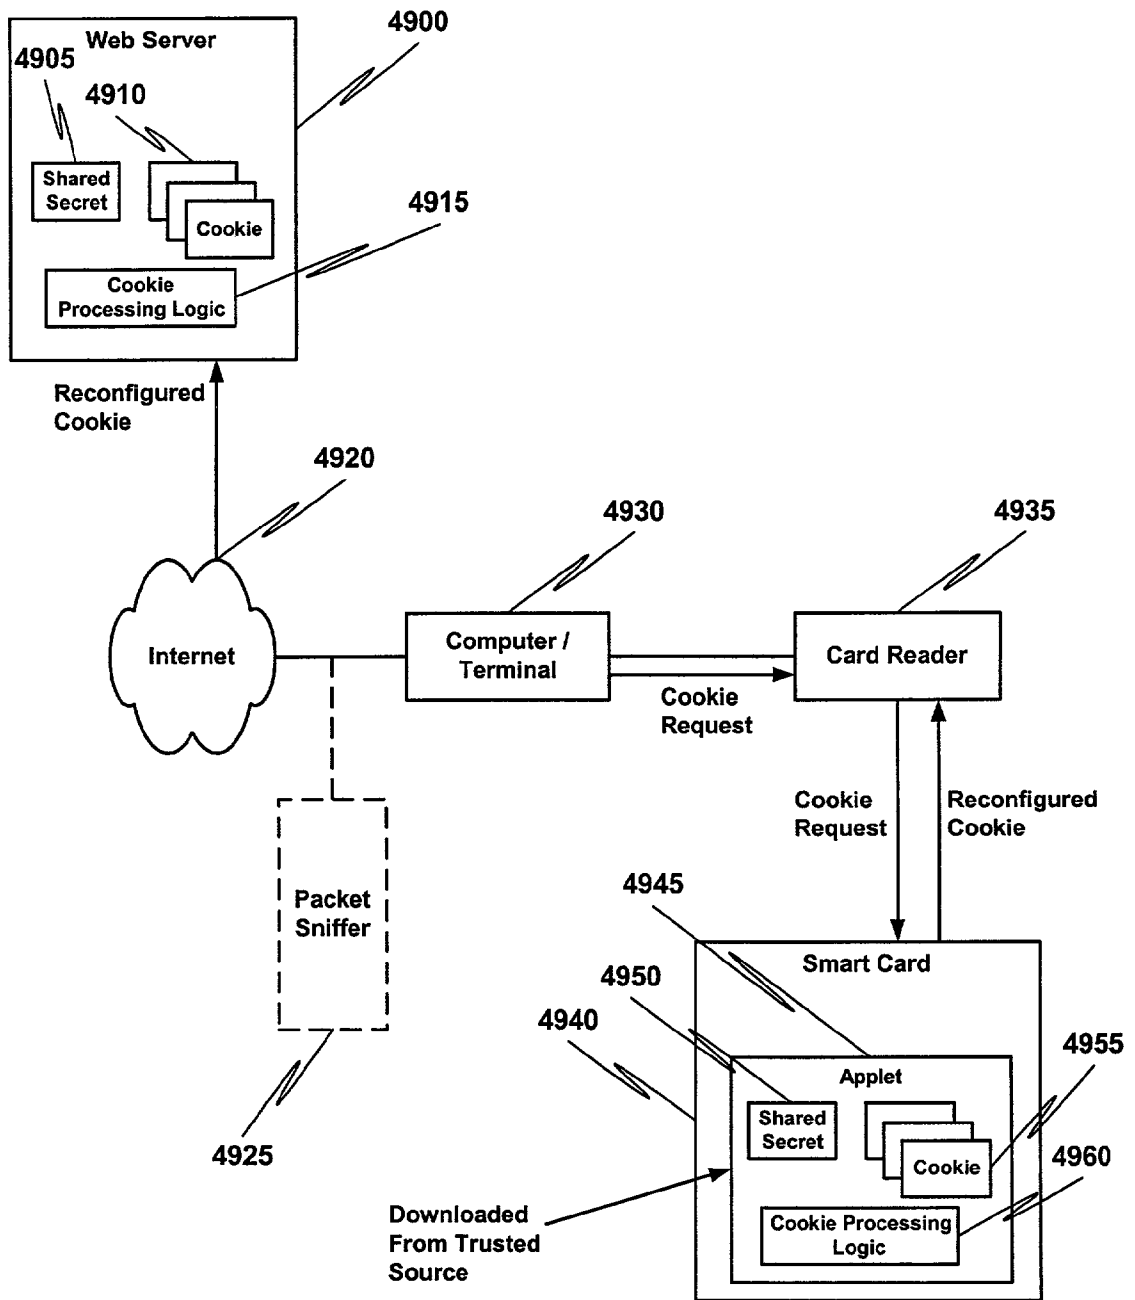 4900
Web Server
4905
4910
Shared
Secret
4915
Cookie
Cookie
Processing Logic
Reconfigured
Cookie
4920
4930
4935
Internet
Computer /
Terminal
Card Reader
Cookie
Request
Cookie
Request
Reconfigured
Cookie
Packet
Sniffer
4925
4945
4950
4940
Smart Card
4955
Applet
Shared
Secret
Cookie
4960
Cookie Processing
Logic
Downloaded
From Trusted
Source